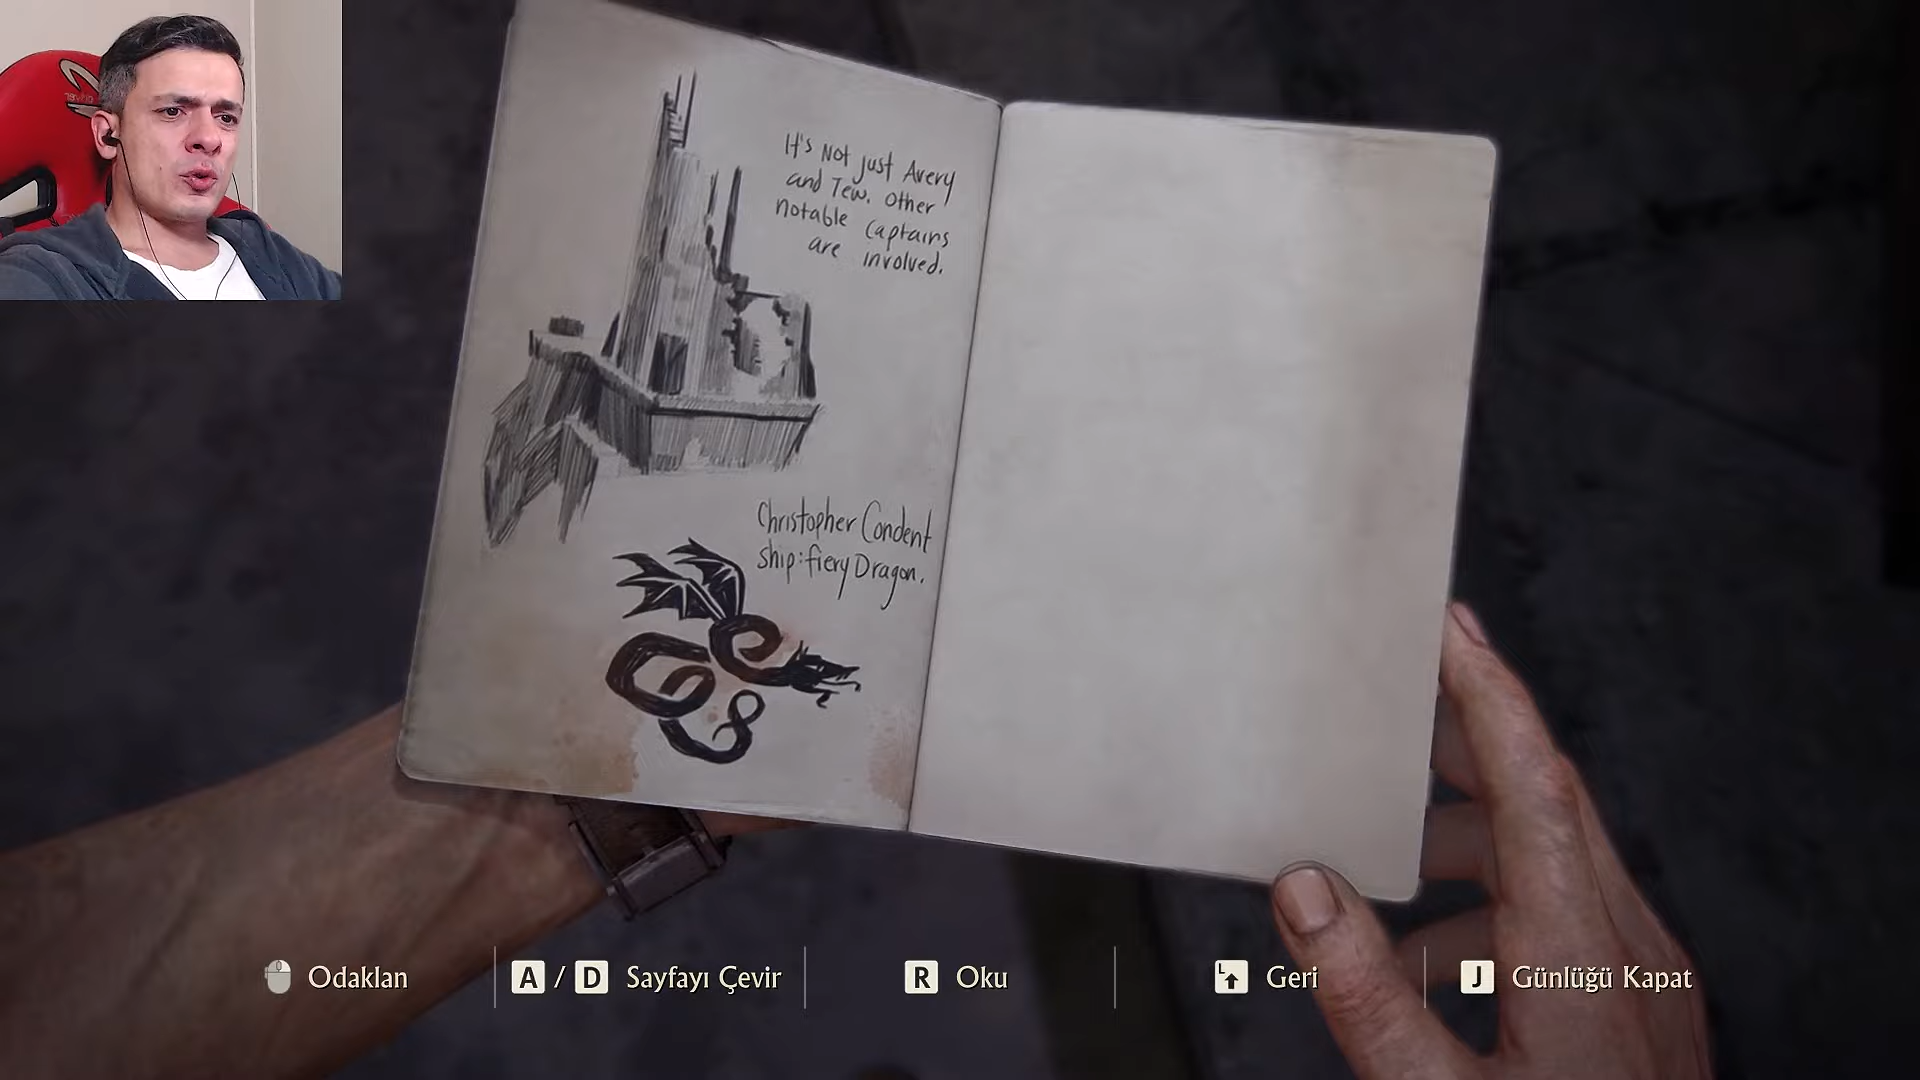 It's Not just Avery
and Tew. Other
notable Captains
are involved.
Christopher Condent
ship: fiery Dragon.
Odaklan
A / D Sayfayı Çevir
R Oku
Geri
J Günlüğü Kapat